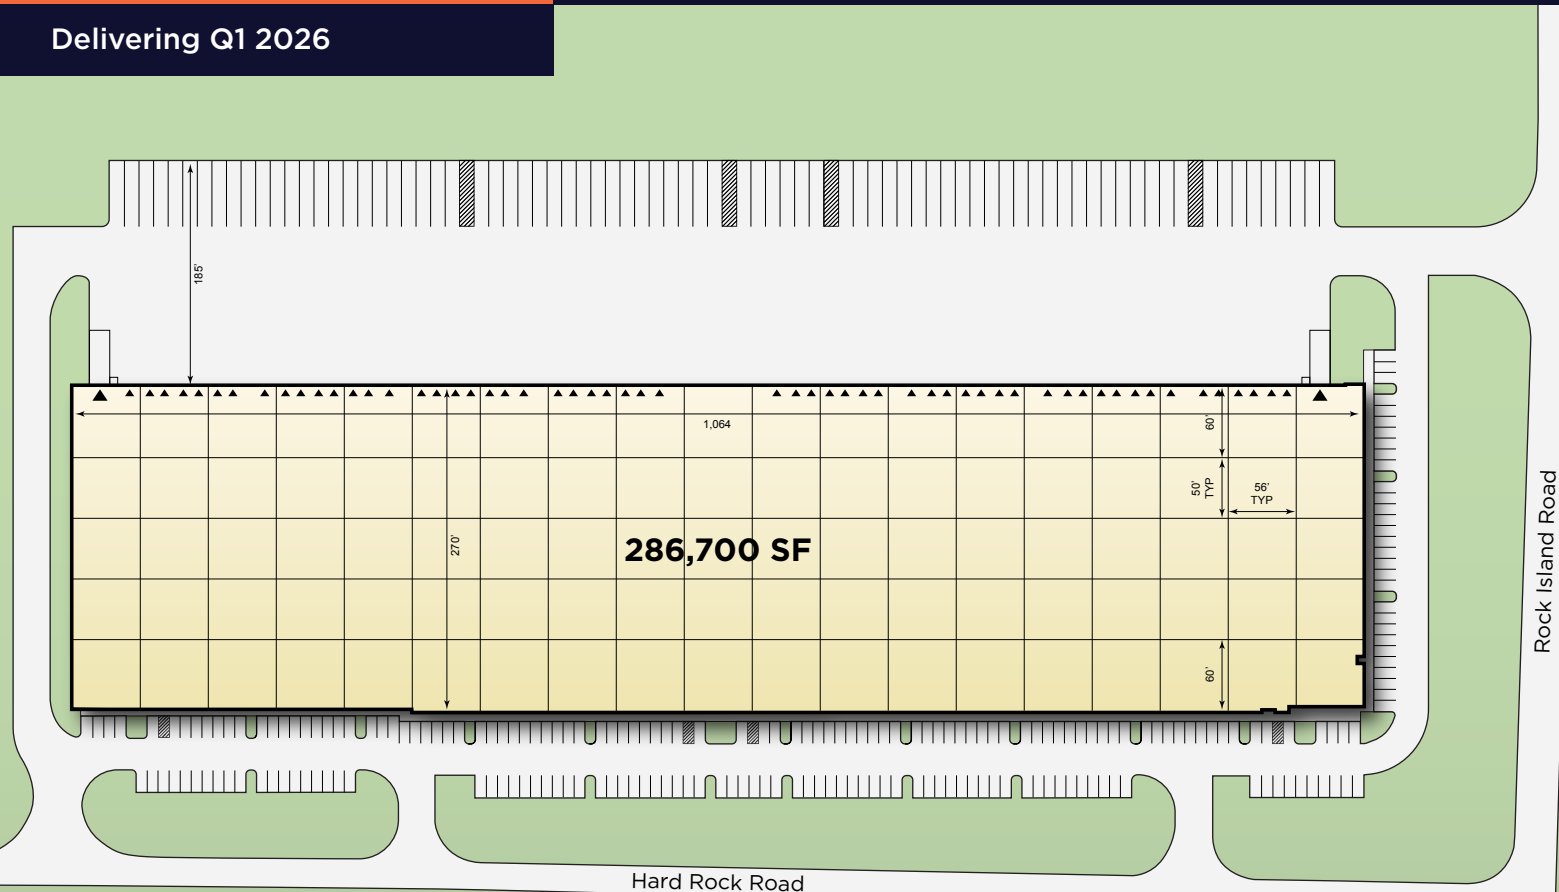 Delivering Q1 2026
185'
1,064
60'
50'
TYP
56'
TYP
270'
286,700 SF
60'
Rock Island Road
Hard Rock Road